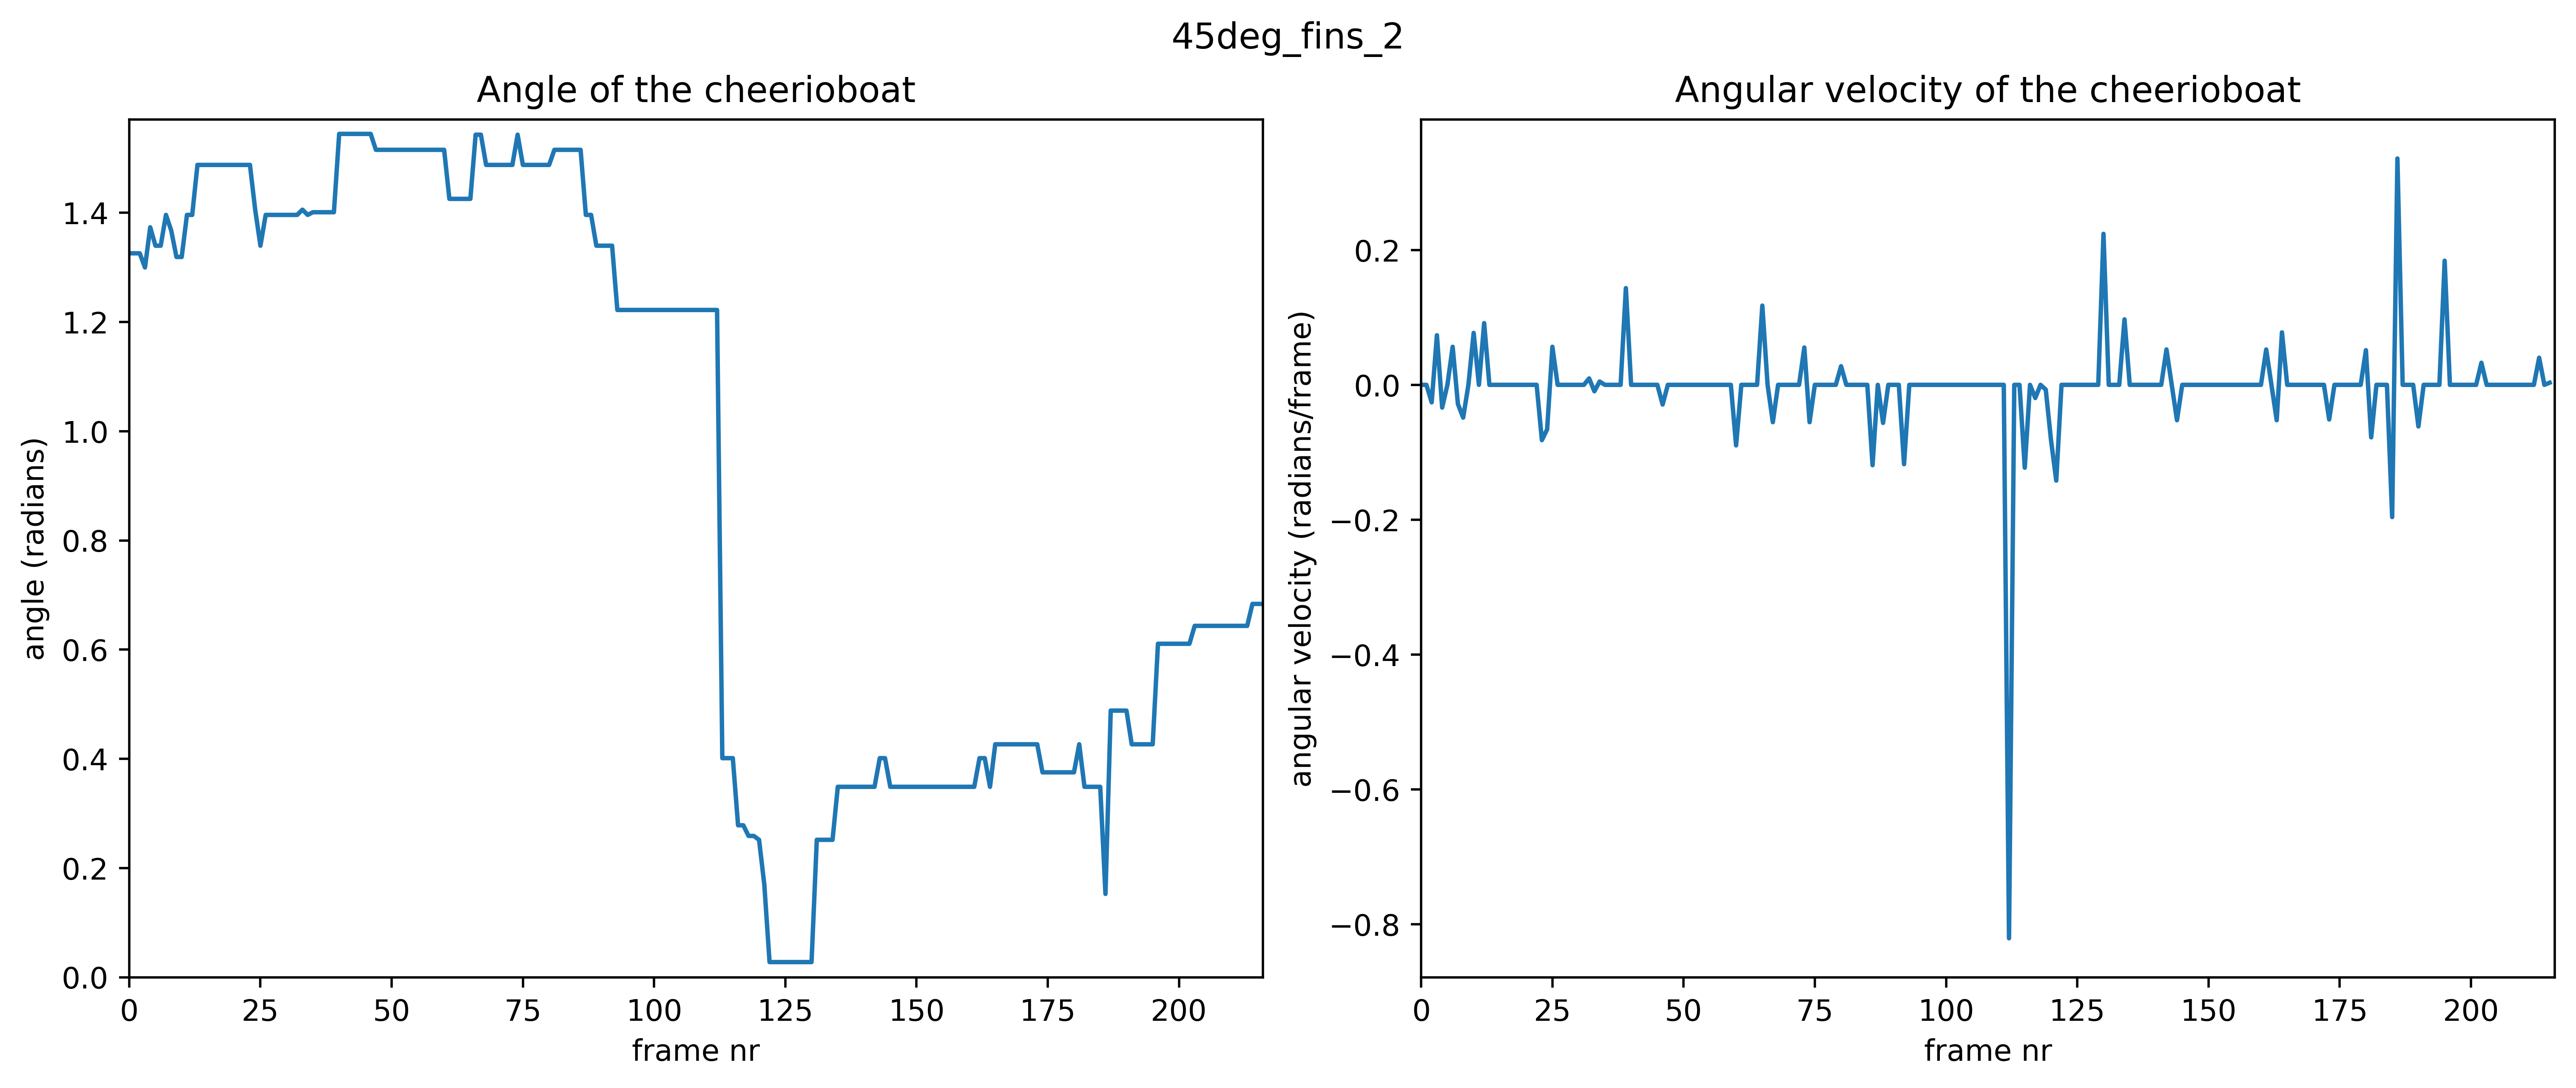 45deg_fins_2
Angle of the cheerioboat
angle (radians)
1.4
1.2
1.0
0.8
0.6
0.4
0.2
0.0
0 25 50 75 100 125 150 175 200
frame nr
Angular velocity of the cheerioboat
angular velocity (radians/frame)
0.2
0.0
−0.2
−0.4
−0.6
−0.8
0 25 50 75 100 125 150 175 200
frame nr